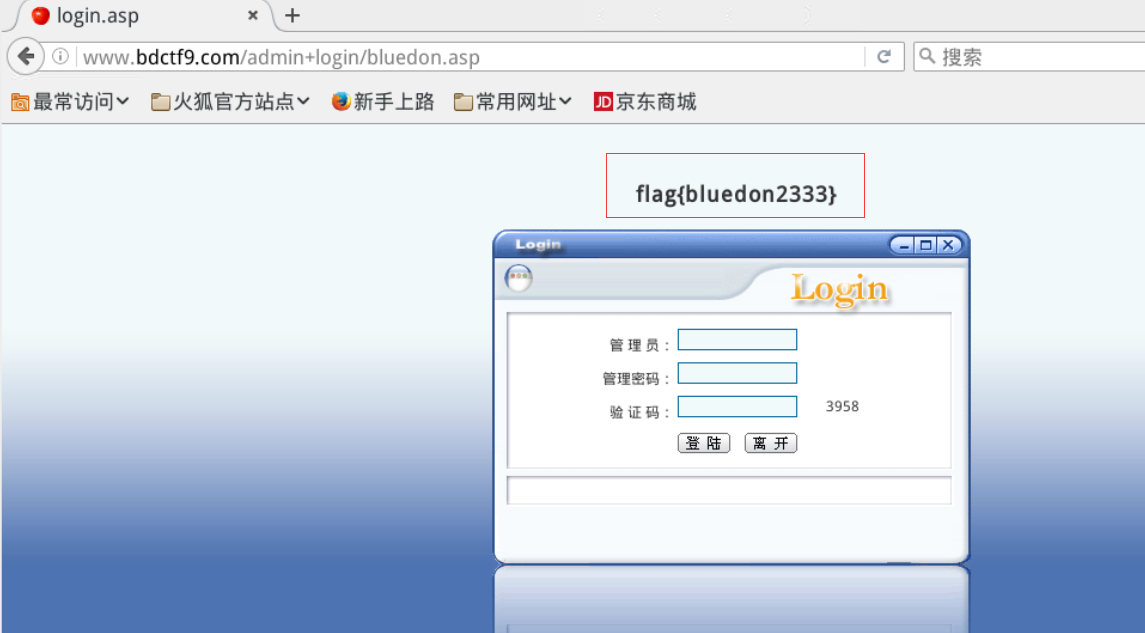 login.asp
www.bdctf9.com/admin+login/bluedon.asp
搜索
最常访问 火狐官方站点 新手上路 常用网址 JD 京东商城
flag{bluedon2333}
Login
Login
管 理 员：
管理密码：
验 证 码： 3958
登 陆 离 开